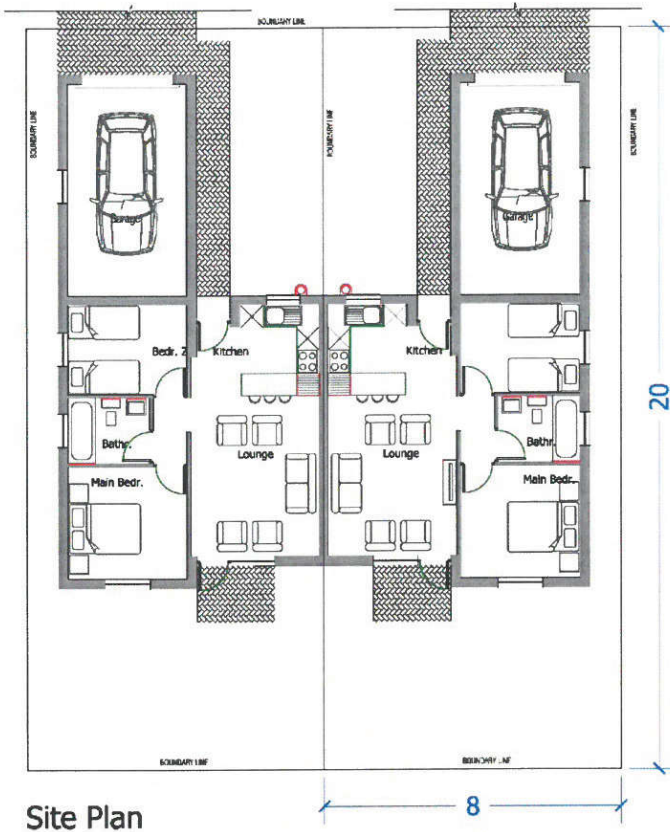 BOUNDARY LINE
BOUNDARY LINE
BOUNDARY LINE
BOUNDARY LINE
Garage
Garage
Bedr. 2
Kitchen
Kitchen
20
Bathr.
Lounge
Lounge
Bathr.
Main Bedr.
Main Bedr.
BOUNDARY LINE
BOUNDARY LINE
8
Site Plan